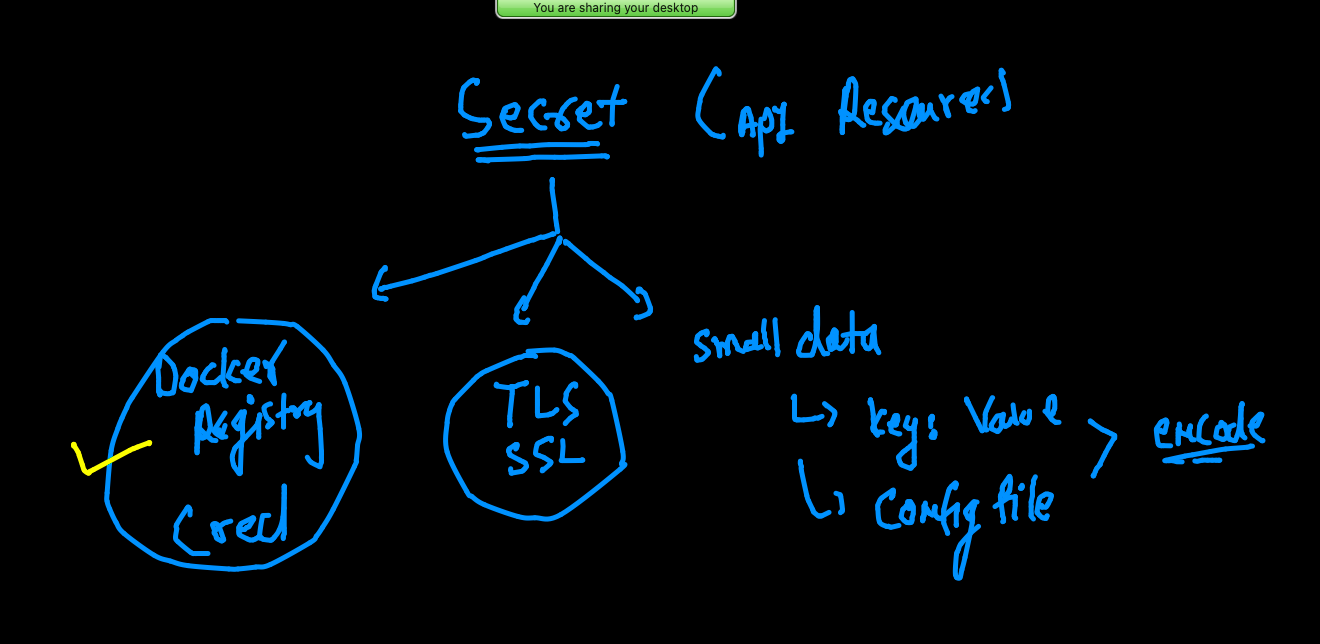 You are sharing your desktop
Secret (Api Resources)
Docker
Registry
Cred
TLS
SSL
small data
key: Value
Config file
encode